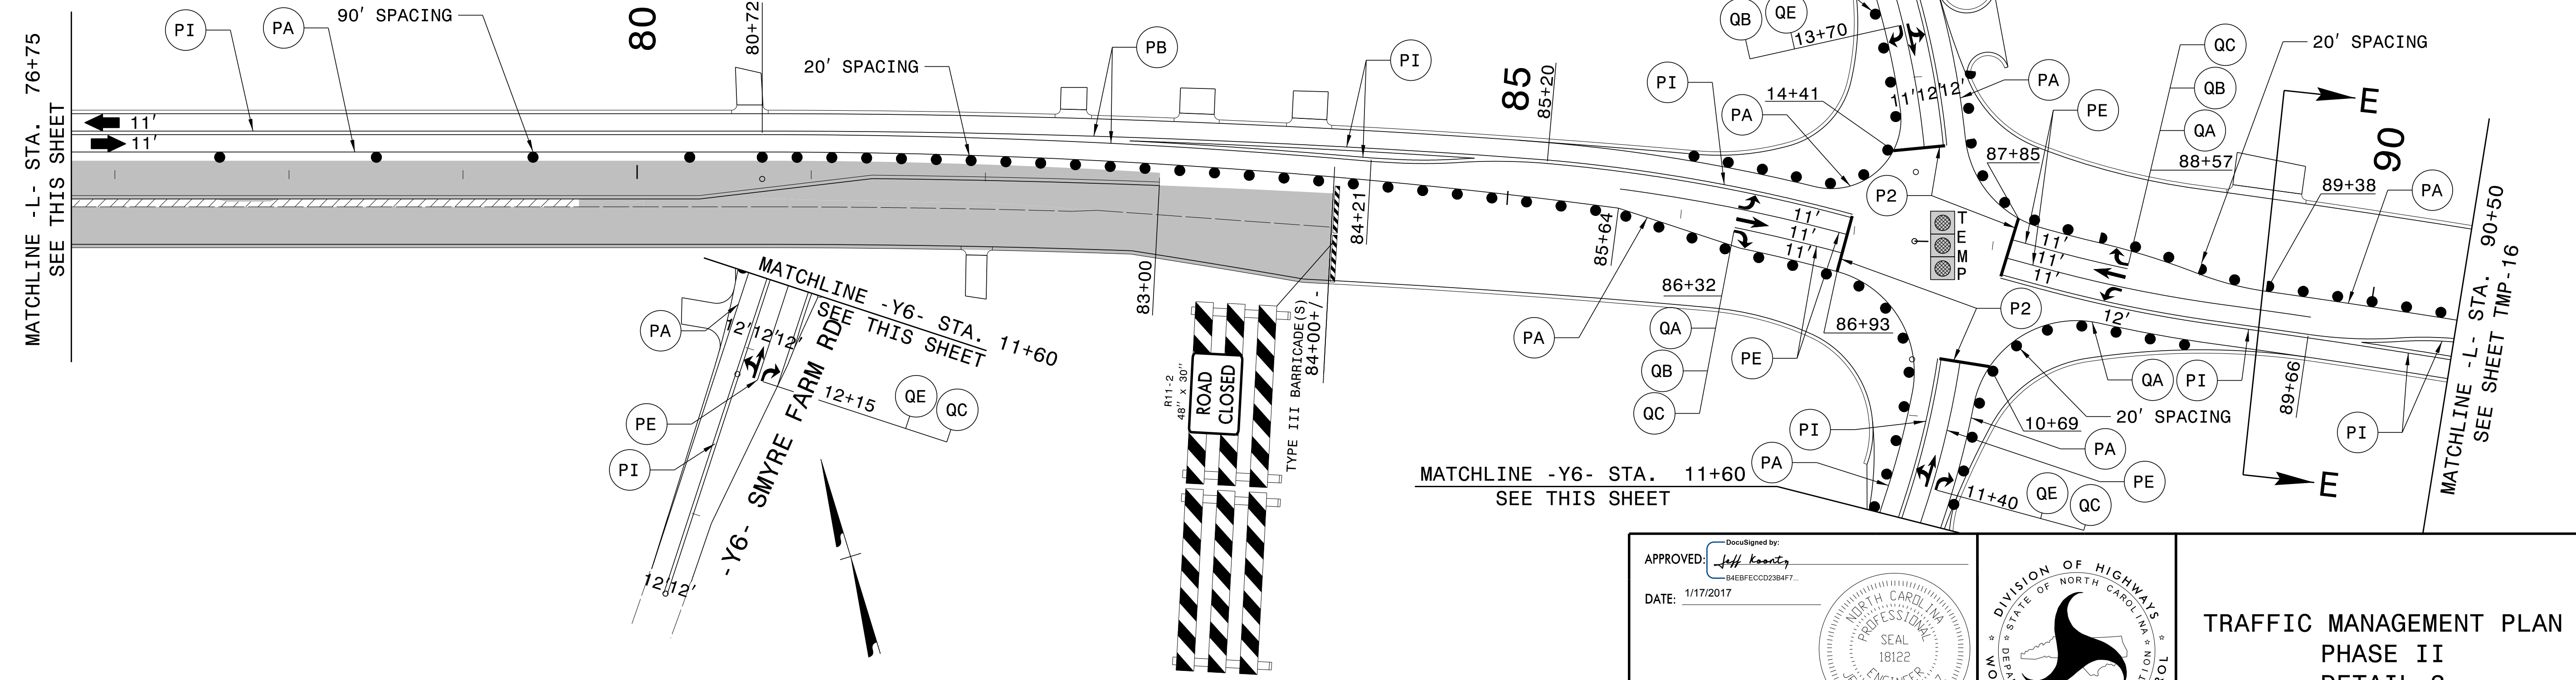 MATCHLINE -L- STA. 76+75
SEE THIS SHEET
PI
PA
90' SPACING
80
80+72
20' SPACING
PB
PI
85
85+20
11'
11'
QB
QE
13+70
PI
PA
14+41
11'
12'
12'
PA
PE
QC
QB
QA
20' SPACING
E
90
87+85
88+57
89+38
PA
P2
TEMP
11'
11'
11'
11'
11'
11'
84+21
85+64
83+00
84+00+/-
86+32
QA
QB
QC
PA
PE
86+93
P2
12'
QA
PI
89+66
PI
MATCHLINE -L- STA. 90+50
SEE SHEET TMP-16
MATCHLINE -Y6- STA. 11+60
SEE THIS SHEET
PA
12'
12'
12'
PE
PI
12+15
QE
QC
-Y6- SMYRE FARM RD
12'
12'
R11-2
48" x 30"
ROAD
CLOSED
TYPE III BARRICADE(S)
20' SPACING
10+69
PI
PA
PA
PE
11+40
QE
QC
E
MATCHLINE -Y6- STA. 11+60
SEE THIS SHEET
DocuSigned by:
APPROVED: Jeff Koontz
B4EBFECCD23B4F7...
DATE: 1/17/2017
NORTH CAROLINA
PROFESSIONAL
SEAL
18122
ENGINEER
DIVISION OF HIGHWAYS
STATE OF NORTH CAROLINA
TRAFFIC MANAGEMENT PLAN
PHASE II